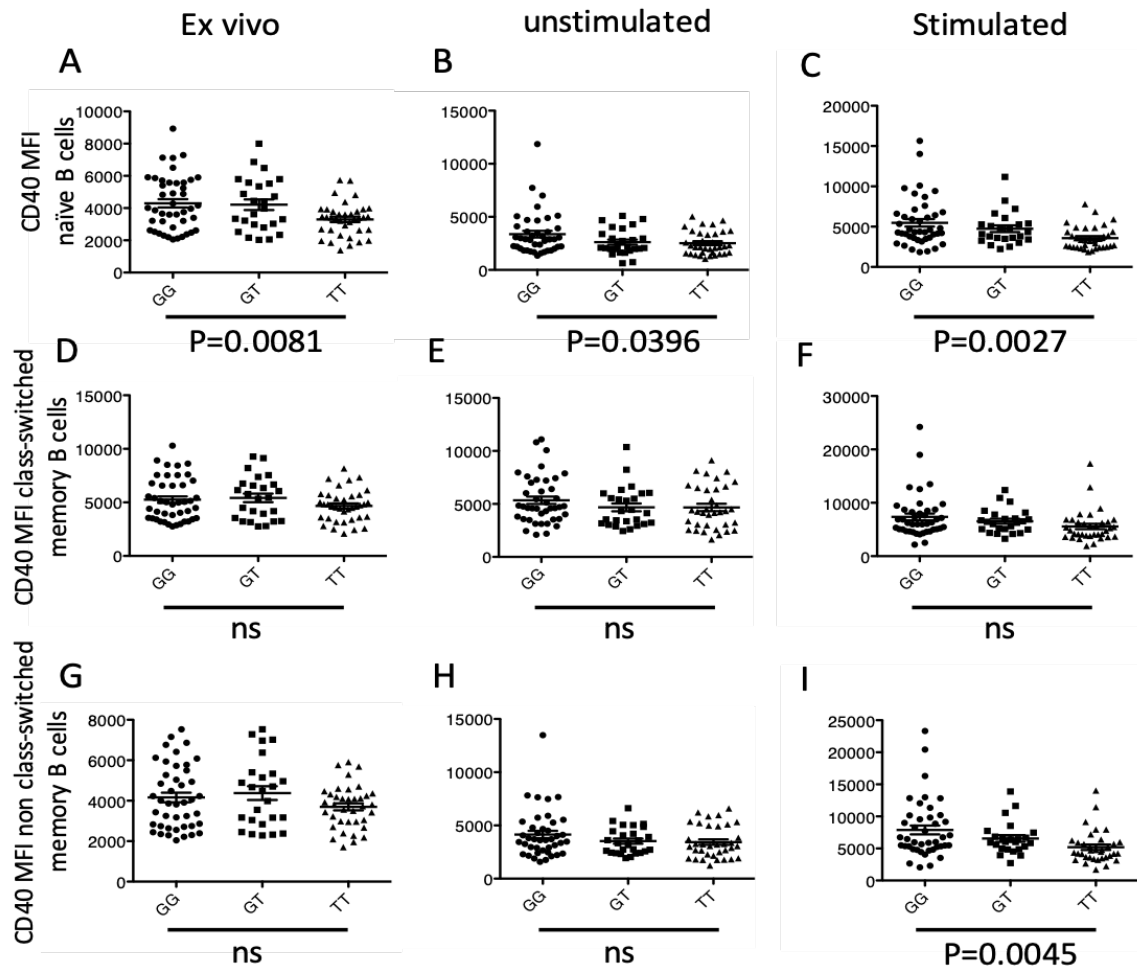 Ex vivo
unstimulated
Stimulated
A
B
C
CD40 MFI
naïve B cells
10000
8000
6000
4000
2000
0
GG
GT
TT
15000
10000
5000
0
GG
GT
TT
20000
15000
10000
5000
0
GG
GT
TT
P=0.0081
P=0.0396
P=0.0027
D
E
F
CD40 MFI class-switched
memory B cells
15000
10000
5000
0
GG
GT
TT
15000
10000
5000
0
GG
GT
TT
30000
20000
10000
0
GG
GT
TT
ns
ns
ns
G
H
I
CD40 MFI non class-switched
memory B cells
8000
6000
4000
2000
0
GG
GT
TT
15000
10000
5000
0
GG
GT
TT
25000
20000
15000
10000
5000
0
GG
GT
TT
ns
ns
P=0.0045